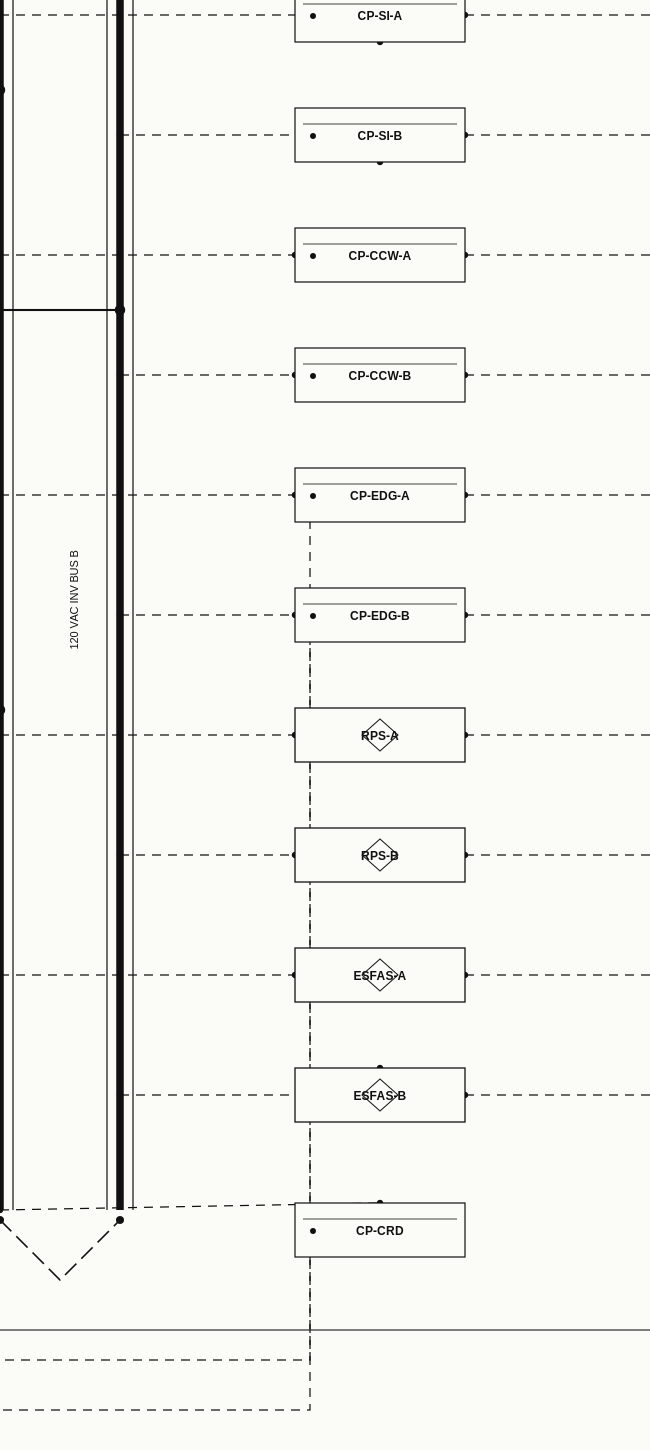 CP-SI-A
CP-SI-B
CP-CCW-A
CP-CCW-B
CP-EDG-A
120 VAC INV BUS B
CP-EDG-B
RPS-A
RPS-B
ESFAS-A
ESFAS-B
CP-CRD